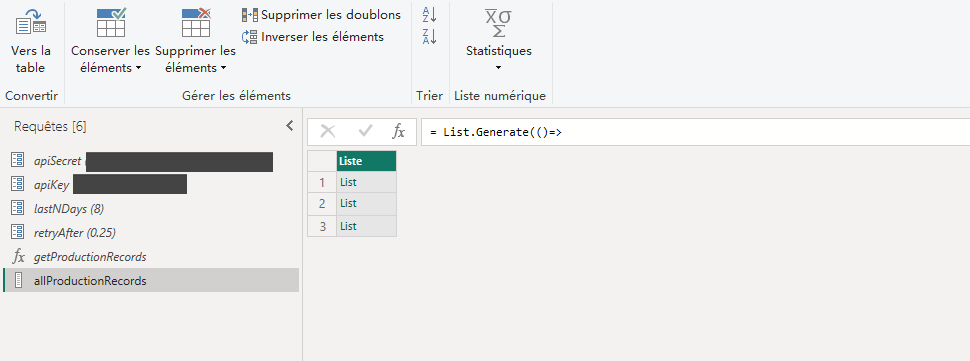 Vers la table
Convertir
Conserver les éléments
Supprimer les éléments
Supprimer les doublons
Inverser les éléments
Gérer les éléments
A
Z
Z
A
Trier
X̄σ
Σ
Statistiques
Liste numérique
Requêtes [6]
apiSecret (
apiKey
lastNDays (8)
retryAfter (0.25)
fx getProductionRecords
allProductionRecords
fx
= List.Generate(()=>
Liste
1 List
2 List
3 List